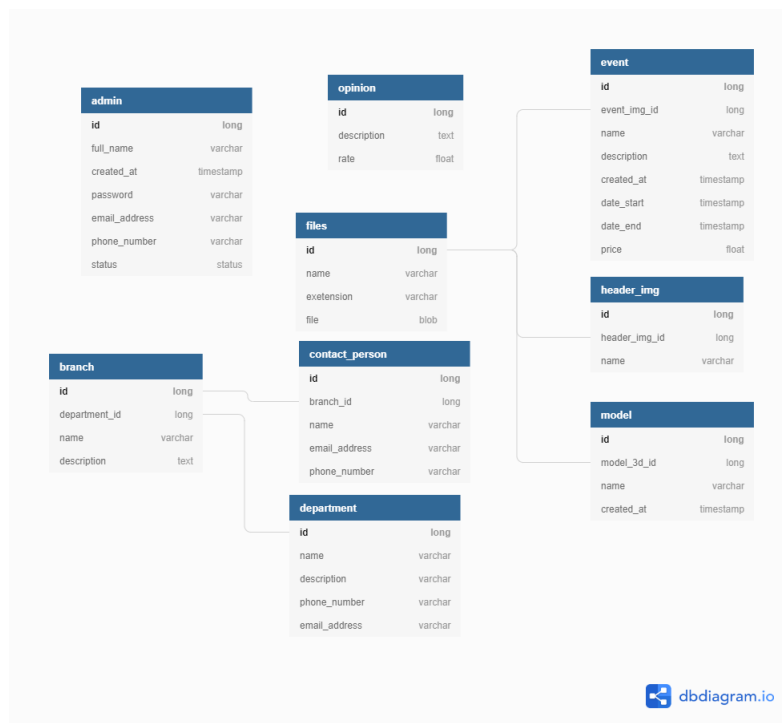 admin
id long
full_name varchar
created_at timestamp
password varchar
email_address varchar
phone_number varchar
status status
opinion
id long
description text
rate float
event
id long
event_img_id long
name varchar
description text
created_at timestamp
date_start timestamp
date_end timestamp
price float
files
id long
name varchar
exetension varchar
file blob
header_img
id long
header_img_id long
name varchar
branch
id long
department_id long
name varchar
description text
contact_person
id long
branch_id long
name varchar
email_address varchar
phone_number varchar
model
id long
model_3d_id long
name varchar
created_at timestamp
department
id long
name varchar
description varchar
phone_number varchar
email_address varchar
dbdiagram.io